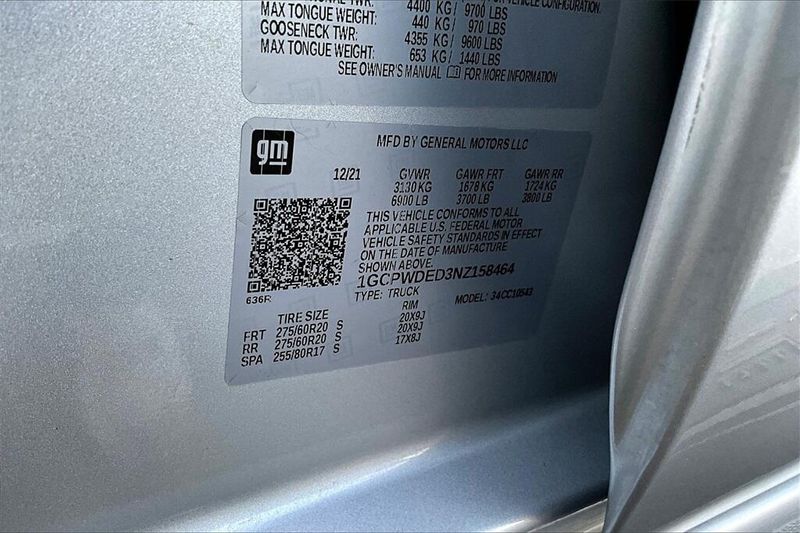 4400 KG / 9700 LBS
MAX TONGUE WEIGHT: 440 KG / 970 LBS
GOOSENECK TWR: 4355 KG / 9600 LBS
MAX TONGUE WEIGHT: 653 KG / 1440 LBS
SEE OWNER'S MANUAL FOR MORE INFORMATION
gm
MFD BY GENERAL MOTORS LLC
12/21 GVWR GAWR FRT GAWR RR
3130 KG 1678 KG 1724 KG
6900 LB 3700 LB 3800 LB
THIS VEHICLE CONFORMS TO ALL
APPLICABLE U.S. FEDERAL MOTOR
VEHICLE SAFETY STANDARDS IN EFFECT
ON THE DATE OF MANUFACTURE
SHOWN ABOVE.
1GCPWDED3NZ158464
TYPE: TRUCK MODEL: 34CC10543
636R
TIRE SIZE RIM
FRT 275/60R20 S 20X9J
RR 275/60R20 S 20X9J
SPA 255/80R17 S 17X8J